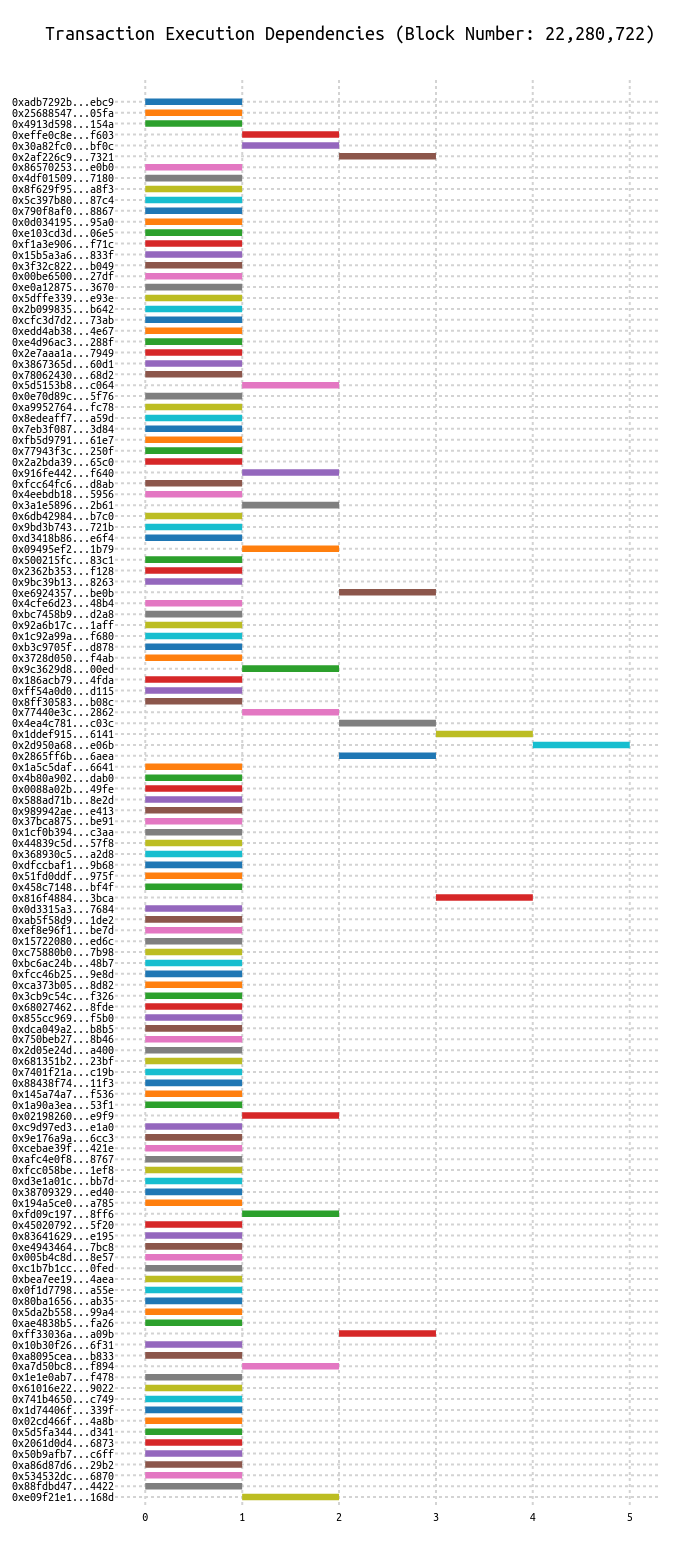 Transaction Execution Dependencies (Block Number: 22,280,722)
0xadb7292b...ebc9
0x25688547...05fa
0x4913d598...154a
0xeffe0c8e...f603
0x30a82fc0...bf0c
0x2af226c9...7321
0x86570253...e0b0
0x4df01509...7180
0x8f629f95...a8f3
0x5c397b80...87c4
0x790f8af0...8867
0x0d034195...95a0
0xe103cd3d...06e5
0xf1a3e906...f71c
0x15b5a3a6...833f
0x3f32c822...b049
0x00be6500...27df
0xe0a12875...3670
0x5dffe339...e93e
0x2b099835...b642
0xcfc3d7d2...73ab
0xedd4ab38...4e67
0xe4d96ac3...288f
0x2e7aaa1a...7949
0x3867365d...60d1
0x78062430...68d2
0x5d5153b8...c064
0x0e70d89c...5f76
0xa9952764...fc78
0x8edeaff7...a59d
0x7eb3f087...3d84
0xfb5d9791...61e7
0x77943f3c...250f
0x2a2bda39...65c0
0x916fe442...f640
0xfcc64fc6...d8ab
0x4eebdb18...5956
0x3a1e5896...2b61
0x6db42984...b7c0
0x9bd3b743...721b
0xd3418b86...e6f4
0x09495ef2...1b79
0x500215fc...83c1
0x2362b353...f128
0x9bc39b13...8263
0xe6924357...be0b
0x4cfe6d23...48b4
0xbc7458b9...d2a8
0x92a6b17c...1aff
0x1c92a99a...f680
0xb3c9705f...d878
0x3728d050...f4ab
0x9c3629d8...00ed
0x186acb79...4fda
0xff54a0d0...d115
0x8ff30583...b08c
0x77440e3c...2862
0x4ea4c781...c03c
0x1ddef915...6141
0x2d950a68...e06b
0x2865ff6b...6aea
0x1a5c5daf...6641
0x4b80a902...dab0
0x0088a02b...49fe
0x588ad71b...8e2d
0x989942ae...e413
0x37bca875...be91
0x1cf0b394...c3aa
0x44839c5d...57f8
0x368930c5...a2d8
0xdfccbaf1...9b68
0x51fd0ddf...975f
0x458c7148...bf4f
0x816f4884...3bca
0x0d3315a3...7684
0xab5f58d9...1de2
0xef8e96f1...be7d
0x15722080...ed6c
0xc75880b0...7b98
0xbc6ac24b...48b7
0xfcc46b25...9e8d
0xca373b05...8d82
0x3cb9c54c...f326
0x68027462...8fde
0x855cc969...f5b0
0xdca049a2...b8b5
0x750beb27...8b46
0x2d05e24d...a400
0x681351b2...23bf
0x7401f21a...c19b
0x88438f74...11f3
0x145a74a7...f536
0x1a90a3ea...53f1
0x02198260...e9f9
0xc9d97ed3...e1a0
0x9e176a9a...6cc3
0xcebae39f...421e
0xafc4e0f8...8767
0xfcc058be...1ef8
0xd3e1a01c...bb7d
0x38709329...ed40
0x194a5ce0...a785
0xfd09c197...8ff6
0x45020792...5f20
0x83641629...e195
0xe4943464...7bc8
0x005b4c8d...8e57
0xc1b7b1cc...0fed
0xbea7ee19...4aea
0x0f1d7798...a55e
0x80ba1656...ab35
0x5da2b558...99a4
0xae4838b5...fa26
0xff33036a...a09b
0x10b30f26...6f31
0xa8095cea...b833
0xa7d50bc8...f894
0x1e1e0ab7...f478
0x61016e22...9022
0x741b4650...c749
0x1d74406f...339f
0x02cd466f...4a8b
0x5d5fa344...d341
0x2061d0d4...6873
0x50b9afb7...c6ff
0xa86d87d6...29b2
0x534532dc...6870
0x88fdbd47...4422
0xe09f21e1...168d
0 1 2 3 4 5